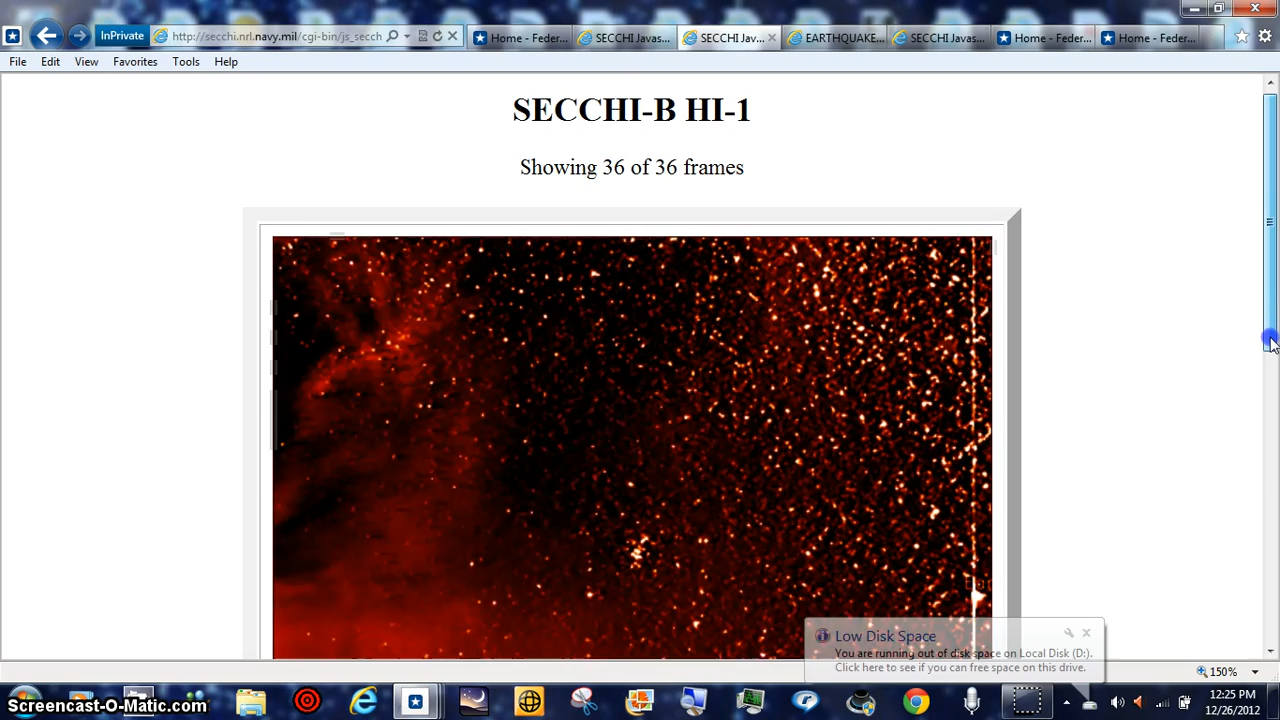 InPrivate
http://secchi.nrl.navy.mil/cgi-bin/js_secch
Home - Feder...
SECCHI Javas...
SECCHI Jav...
EARTHQUAKE...
SECCHI Javas...
Home - Feder...
Home - Feder...
File Edit View Favorites Tools Help
SECCHI-B HI-1
Showing 36 of 36 frames
Low Disk Space
You are running out of disk space on Local Disk (D:).
Click here to see if you can free space on this drive.
150%
12:25 PM
12/26/2012
Screencast-O-Matic.com